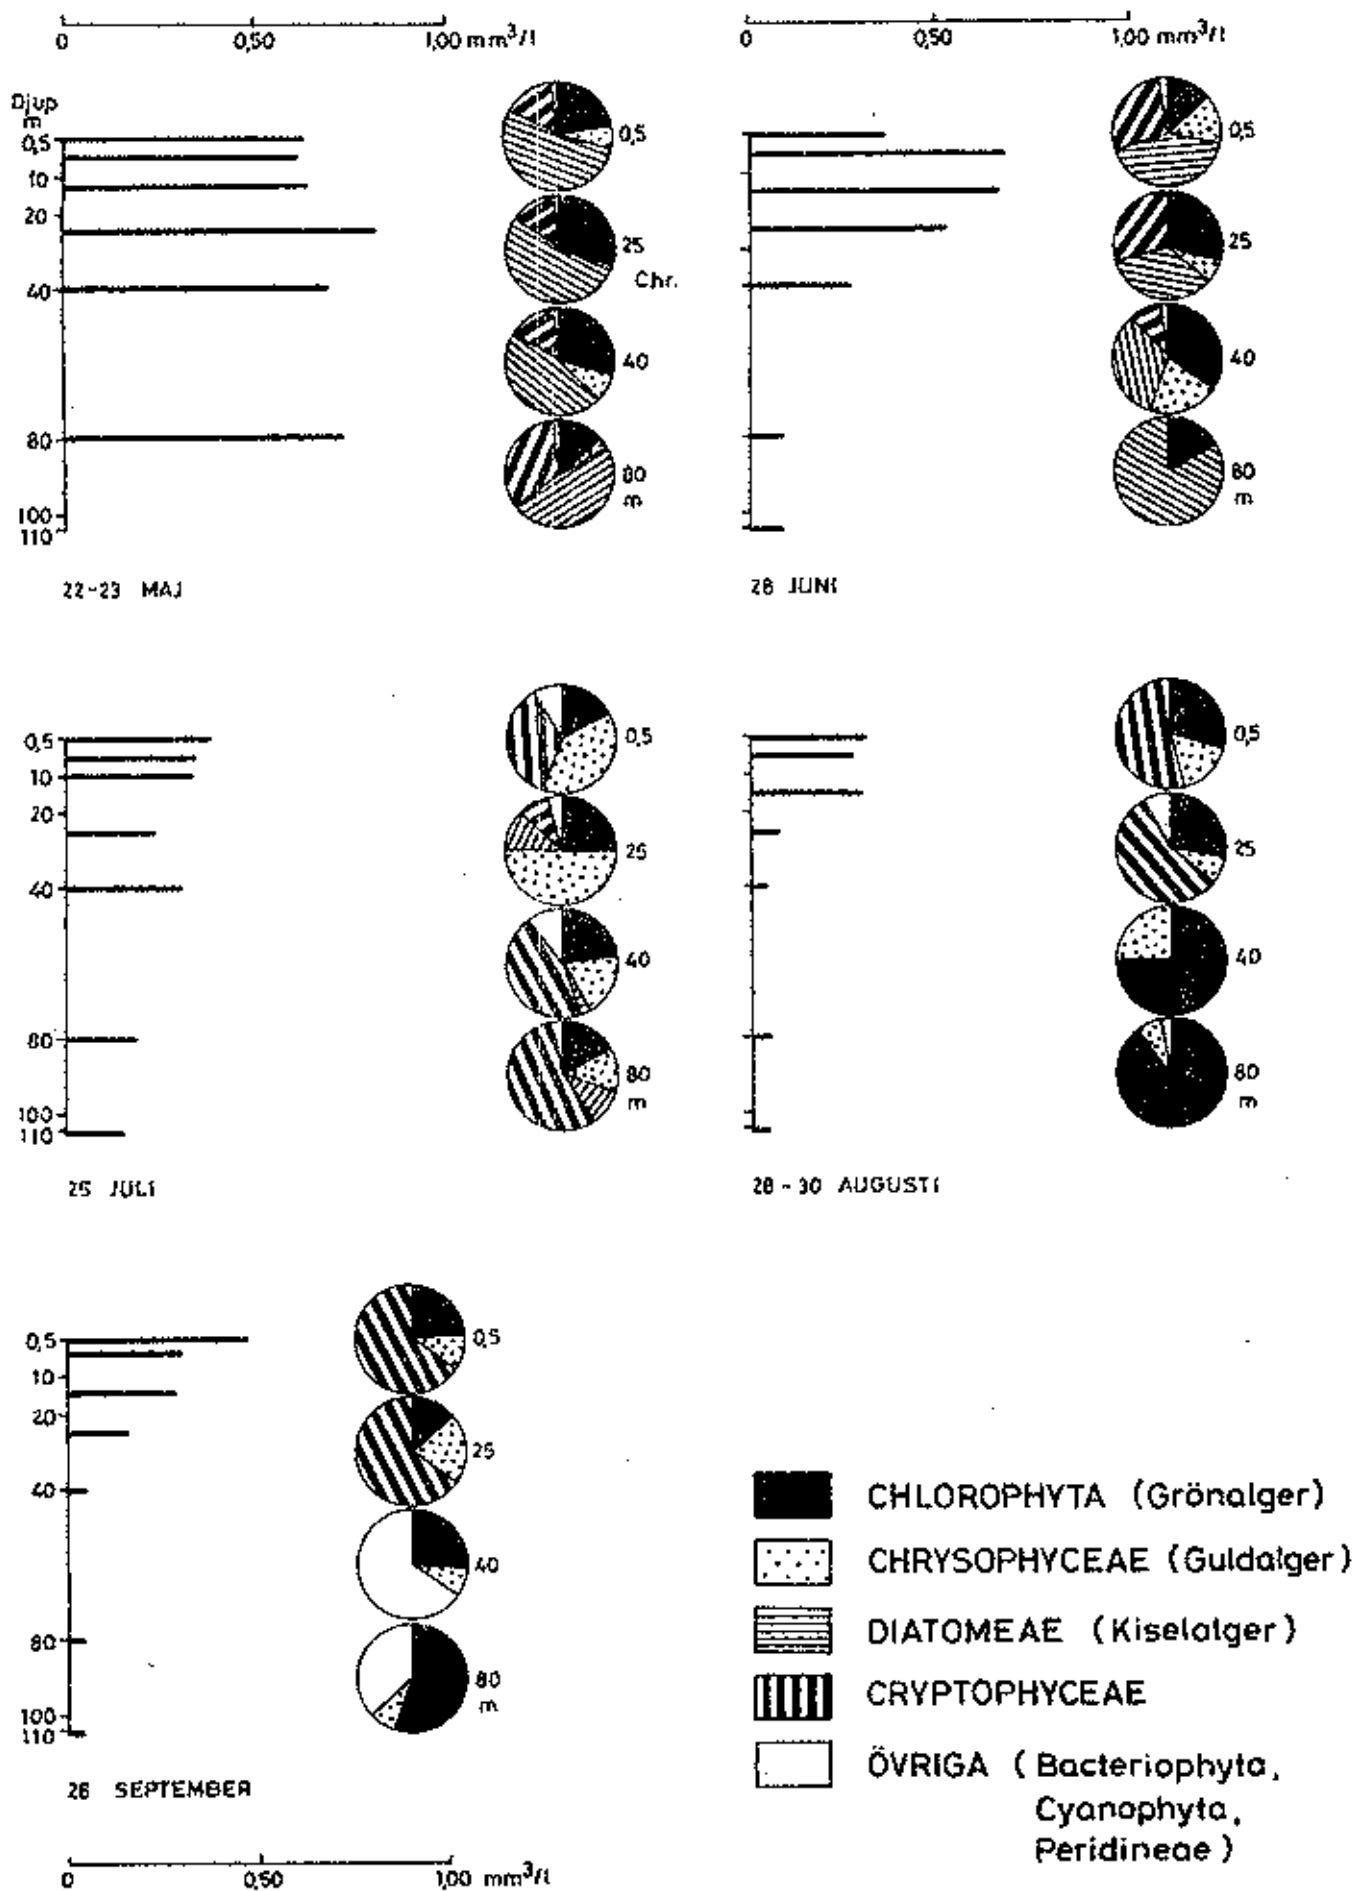 0 0,50 1,00 mm³/l
0 0,50 1,00 mm³/l
Djup
m
0,5
10
20
40
80
100
110
0,5
25
Chr.
40
80
m
22-23 MAJ
0,5
25
40
80
m
28 JUNI
0,5
10
20
40
80
100
110
0,5
25
40
80
m
25 JULI
0,5
25
40
80
m
28 - 30 AUGUSTI
0,5
10
20
40
80
100
110
0,5
25
40
80
m
26 SEPTEMBER
0 0,50 1,00 mm³/l
CHLOROPHYTA (Grönalger)
CHRYSOPHYCEAE (Guldalger)
DIATOMEAE (Kiselalger)
CRYPTOPHYCEAE
ÖVRIGA (Bacteriophyta,
Cyanophyta,
Peridineae)